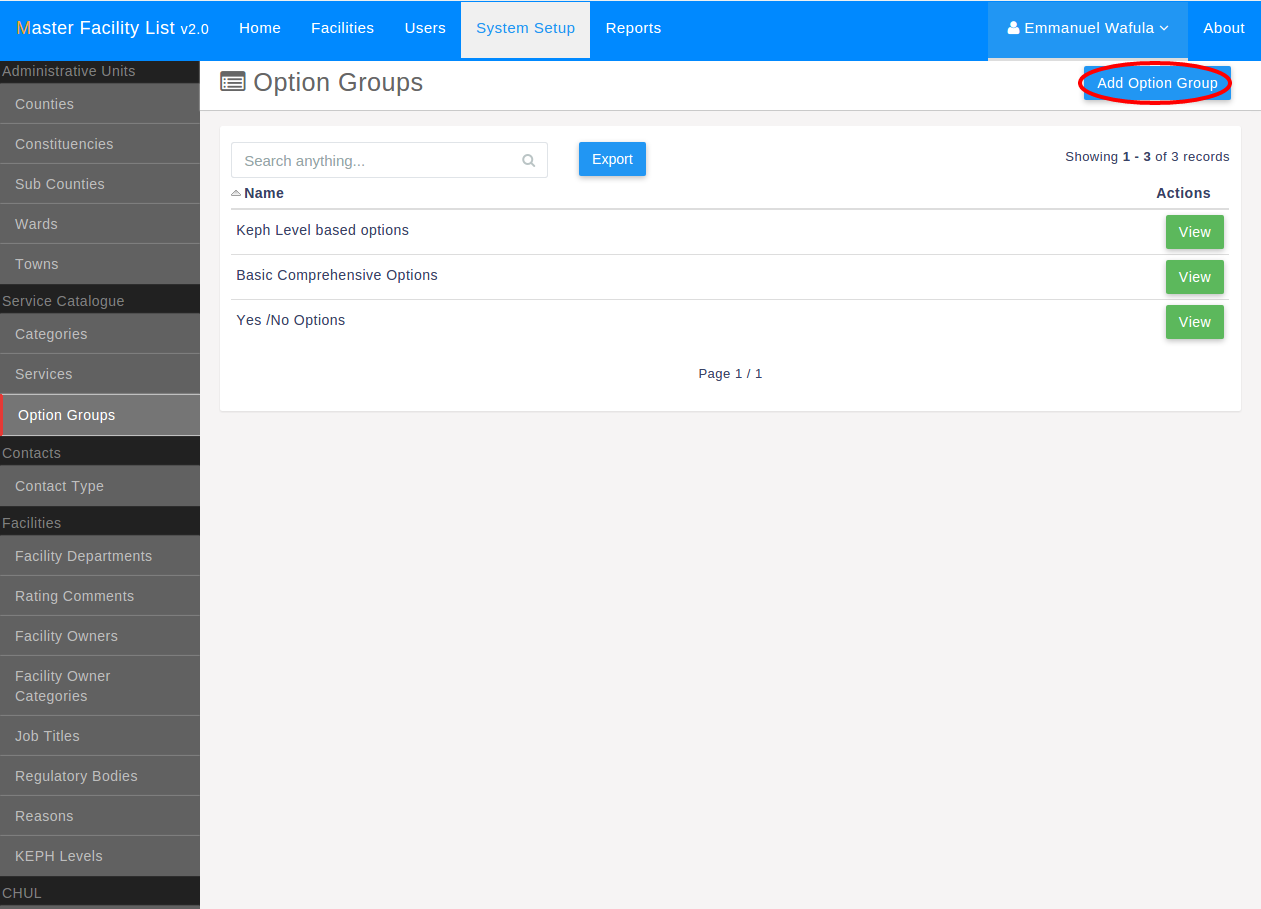 Master Facility List v2.0 Home Facilities Users System Setup Reports Emmanuel Wafula About
Administrative Units
Counties
Constituencies
Sub Counties
Wards
Towns
Service Catalogue
Categories
Services
Option Groups
Contacts
Contact Type
Facilities
Facility Departments
Rating Comments
Facility Owners
Facility Owner
Categories
Job Titles
Regulatory Bodies
Reasons
KEPH Levels
CHUL
Option Groups
Add Option Group
Search anything...
Export
Showing 1 - 3 of 3 records
Name Actions
Keph Level based options View
Basic Comprehensive Options View
Yes /No Options View
Page 1 / 1